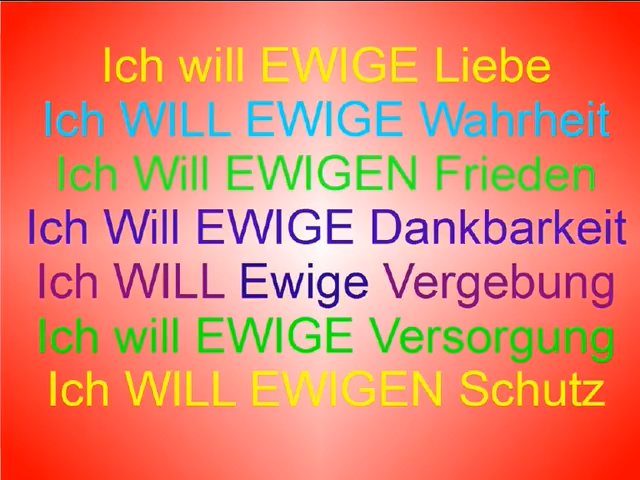 Ich will EWIGE Liebe
Ich WILL EWIGE Wahrheit
Ich Will EWIGEN Frieden
Ich Will EWIGE Dankbarkeit
Ich WILL Ewige Vergebung
Ich will EWIGE Versorgung
Ich WILL EWIGEN Schutz